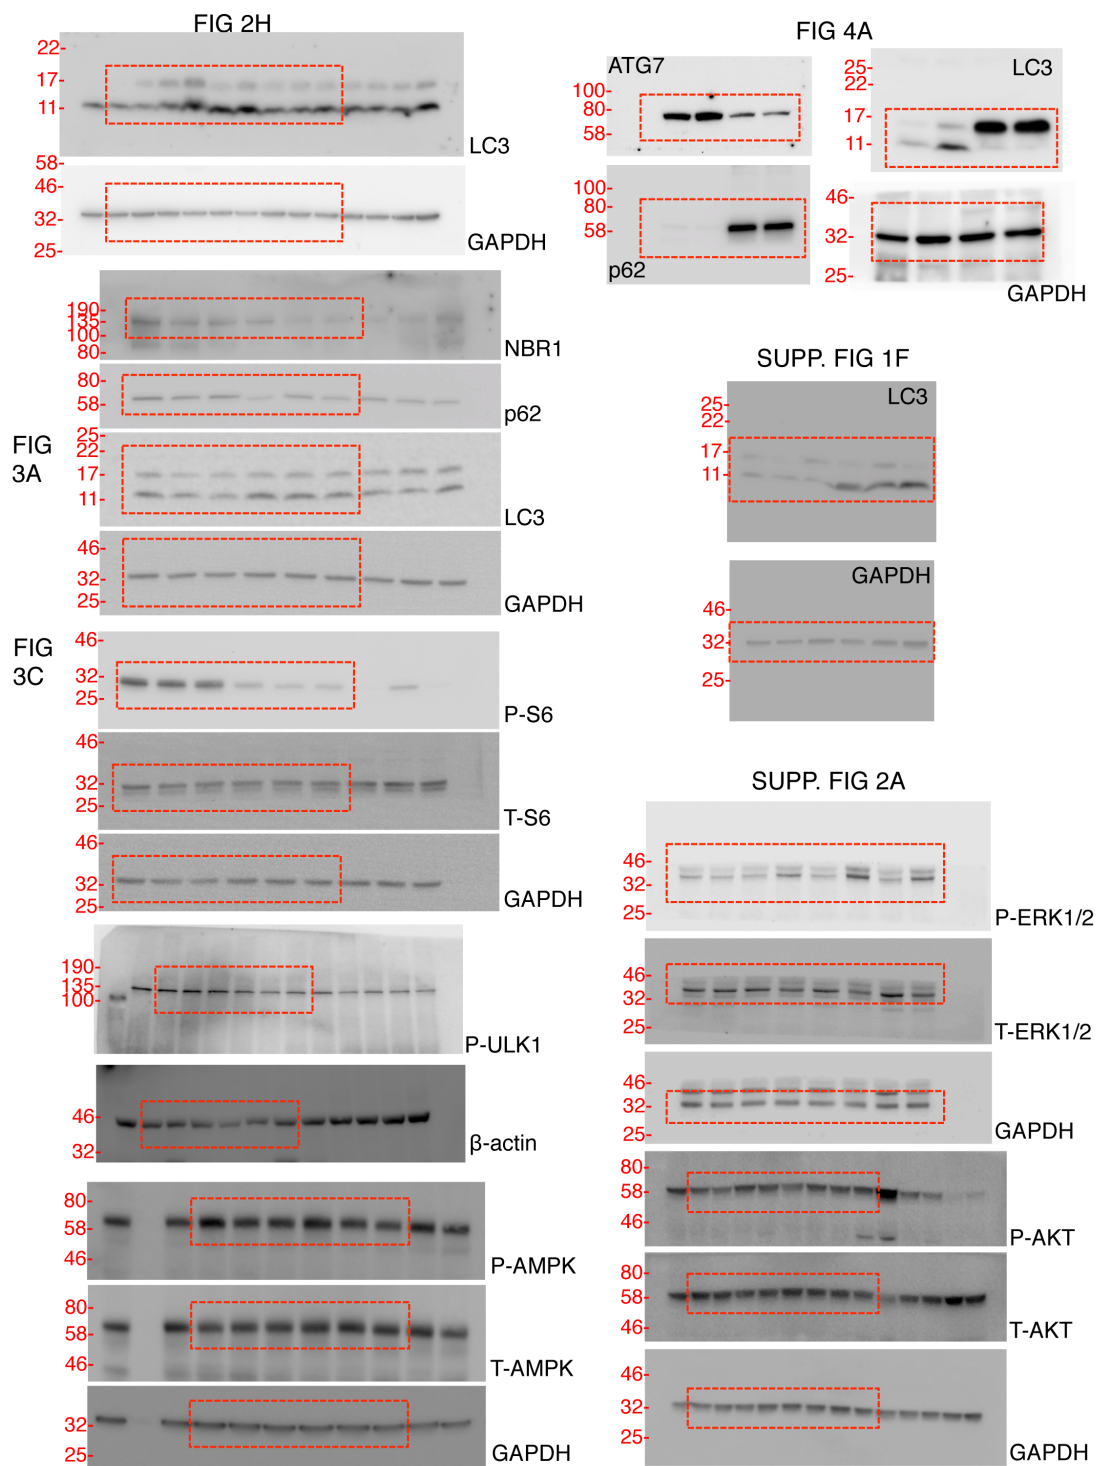 FIG 2H
22-
17-
11-
LC3
58-
46-
32-
25-
GAPDH
190-
135-
100-
80-
NBR1
80-
58-
p62
FIG
3A
25-
22-
17-
11-
LC3
46-
32-
25-
GAPDH
FIG
3C
46-
32-
25-
P-S6
46-
32-
25-
T-S6
46-
32-
25-
GAPDH
190-
135-
100-
P-ULK1
46-
32-
β-actin
80-
58-
46-
P-AMPK
80-
58-
46-
T-AMPK
32-
25-
GAPDH
FIG 4A
ATG7
100-
80-
58-
25-
22-
17-
11-
LC3
100-
80-
58-
p62
46-
32-
25-
GAPDH
SUPP. FIG 1F
LC3
25-
22-
17-
11-
GAPDH
46-
32-
25-
SUPP. FIG 2A
46-
32-
25-
P-ERK1/2
46-
32-
25-
T-ERK1/2
46-
32-
25-
GAPDH
80-
58-
46-
P-AKT
80-
58-
46-
T-AKT
46-
32-
25-
GAPDH